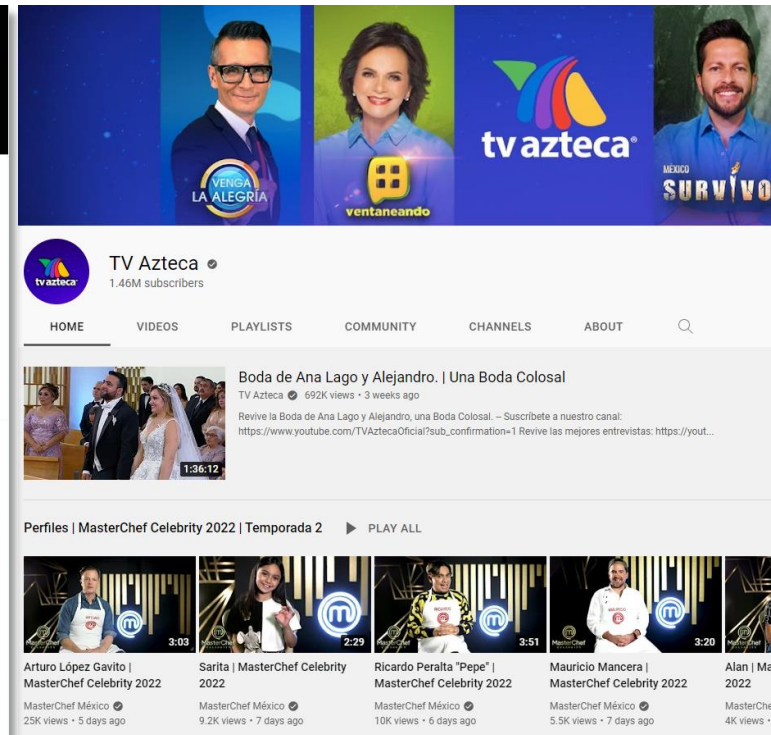 VENGA
LA ALEGRÍA
ventaneando
tv azteca
MÉXICO
SURVIVO
tv azteca
TV Azteca
1.46M subscribers
HOME VIDEOS PLAYLISTS COMMUNITY CHANNELS ABOUT
Boda de Ana Lago y Alejandro. | Una Boda Colosal
TV Azteca 692K views • 3 weeks ago
Revive la Boda de Ana Lago y Alejandro, una Boda Colosal. – Suscríbete a nuestro canal:
https://www.youtube.com/TVAztecaOficial?sub_confirmation=1 Revive las mejores entrevistas: https://yout...
1:36:12
Perfiles | MasterChef Celebrity 2022 | Temporada 2 PLAY ALL
3:03
2:29
3:51
3:20
Arturo López Gavito |
MasterChef Celebrity 2022
MasterChef México
25K views • 5 days ago
Sarita | MasterChef Celebrity
2022
MasterChef México
9.2K views • 7 days ago
Ricardo Peralta "Pepe" |
MasterChef Celebrity 2022
MasterChef México
10K views • 6 days ago
Mauricio Mancera |
MasterChef Celebrity 2022
MasterChef México
5.5K views • 7 days ago
Alan | Ma
2022
MasterChe
4K views •